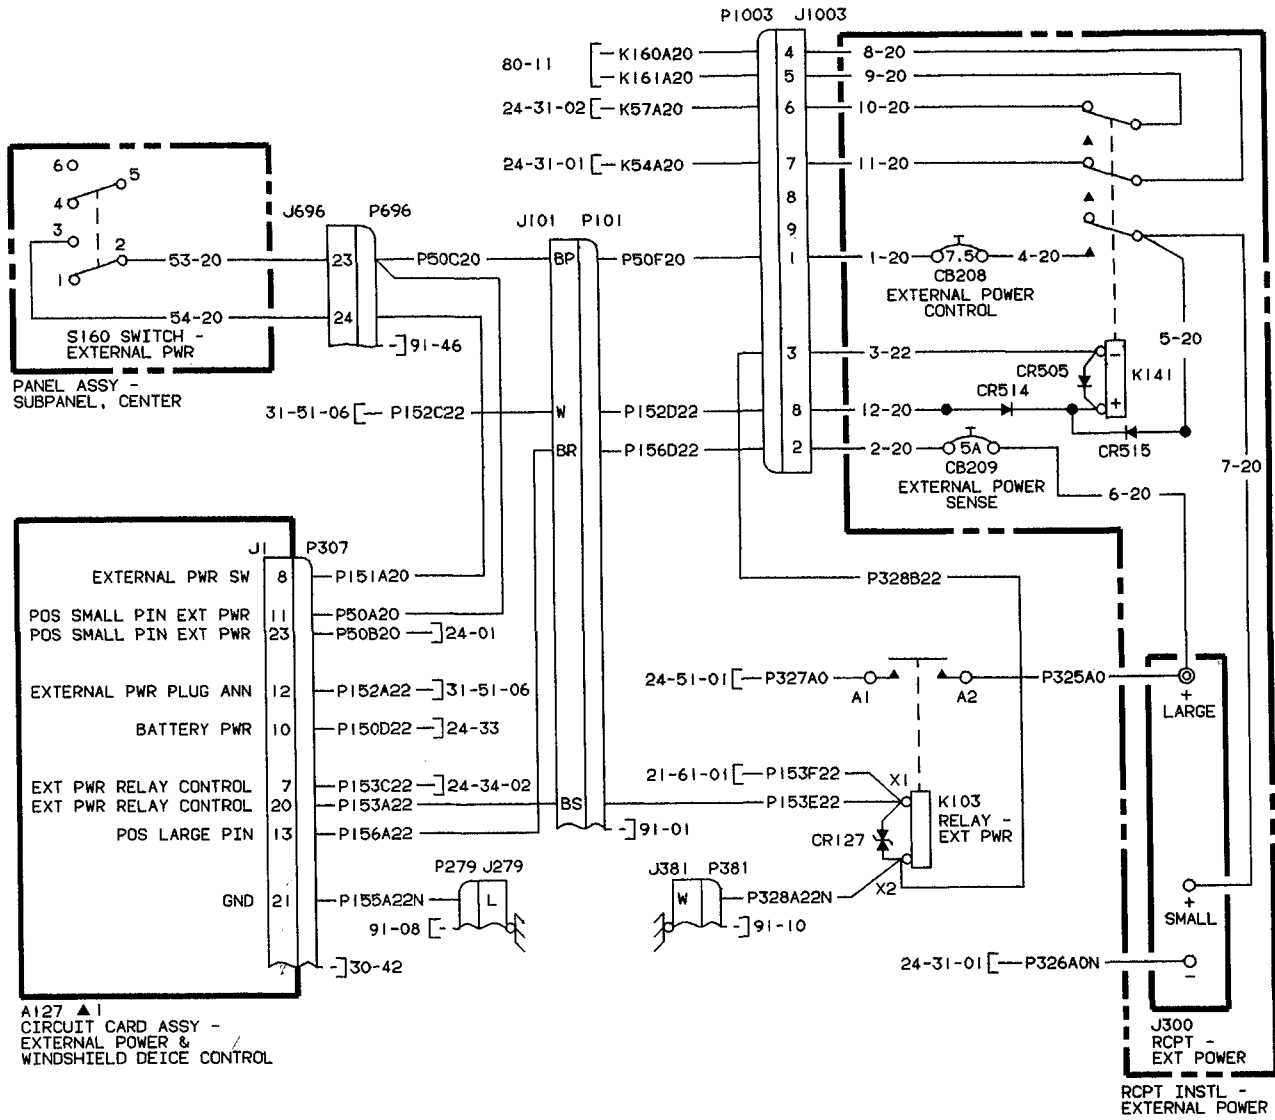 P1003 J1003
K160A20 4 8-20
80-11
K161A20 5 9-20
24-31-02 K57A20 6 10-20
24-31-01 K54A20 7 11-20
8
9
6 5
4
3
2
1
53-20
54-20
S160 SWITCH -
EXTERNAL PWR
PANEL ASSY -
SUBPANEL, CENTER
J696 P696
23
24
91-46
P50C20
J101 P101
BP P50F20 1 1-20 7.5 4-20
CB208
EXTERNAL POWER
CONTROL
5-20
3 3-22
CR505
K141
-
+
31-51-06 P152C22 W P152D22 8 12-20
CR514
BR P156D22 2 2-20 5A
CR515
CB209
EXTERNAL POWER
SENSE
7-20
6-20
J1 P307
EXTERNAL PWR SW 8 P151A20
POS SMALL PIN EXT PWR 11 P50A20
POS SMALL PIN EXT PWR 23 P50B20 24-01
EXTERNAL PWR PLUG ANN 12 P152A22 31-51-06
BATTERY PWR 10 P150D22 24-33
EXT PWR RELAY CONTROL 7 P153C22 24-34-02
EXT PWR RELAY CONTROL 20 P153A22 BS
POS LARGE PIN 13 P156A22
91-01
GND 21 P155A22N
P279 J279
L
91-08
30-42
A127 ▲1
CIRCUIT CARD ASSY -
EXTERNAL POWER &
WINDSHIELD DEICE CONTROL
P328B22
24-51-01 P327A0 A1 A2 P325A0
+
LARGE
21-61-01 P153F22 X1
P153E22
K103
RELAY -
EXT PWR
CR127
X2
J381 P381
W P328A22N
91-10
+
SMALL
24-31-01 P326A0N
-
J300
RCPT -
EXT POWER
RCPT INSTL -
EXTERNAL POWER